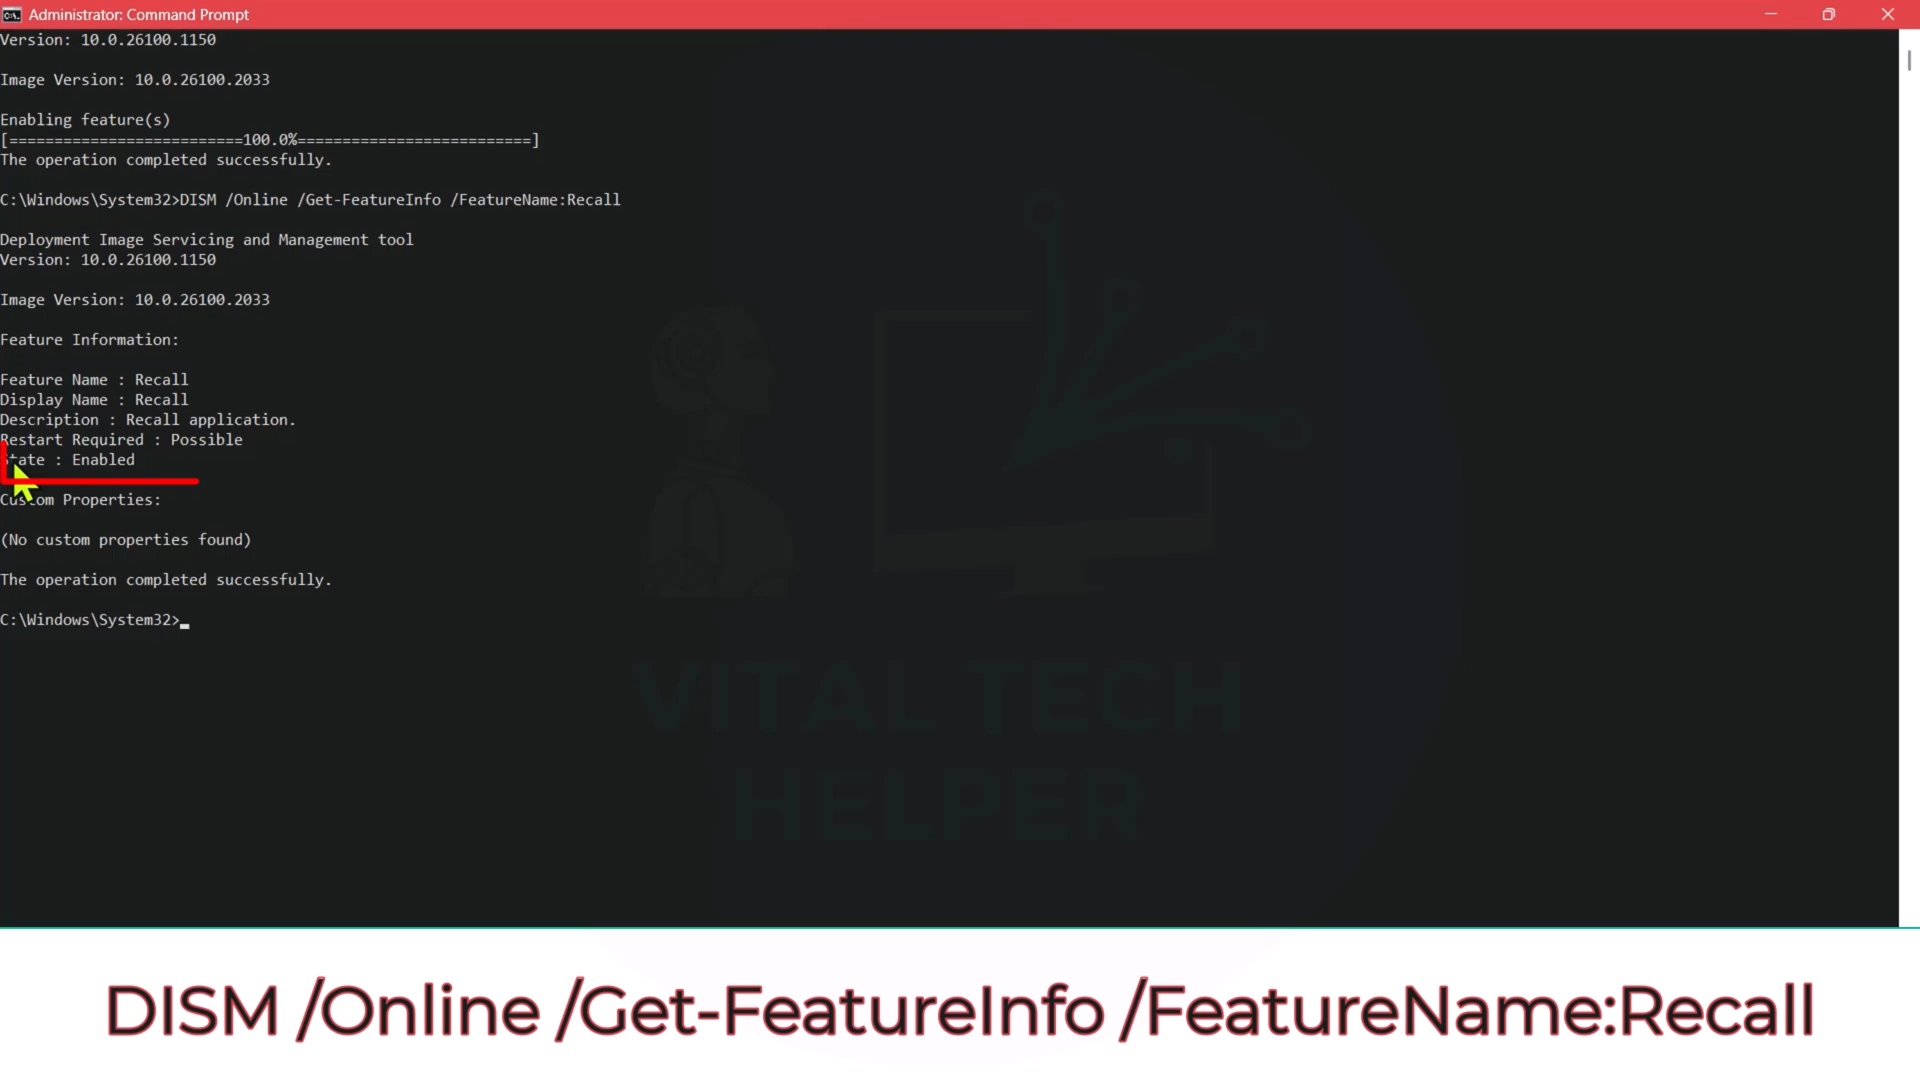 Administrator: Command Prompt
Version: 10.0.26100.1150
Image Version: 10.0.26100.2033
Enabling feature(s)
[==========================100.0%==========================]
The operation completed successfully.
C:\Windows\System32>DISM /Online /Get-FeatureInfo /FeatureName:Recall
Deployment Image Servicing and Management tool
Version: 10.0.26100.1150
Image Version: 10.0.26100.2033
Feature Information:
Feature Name : Recall
Display Name : Recall
Description : Recall application.
Restart Required : Possible
State : Enabled
Custom Properties:
(No custom properties found)
The operation completed successfully.
C:\Windows\System32>
VITAL TECH
HELPER
DISM /Online /Get-FeatureInfo /FeatureName:Recall